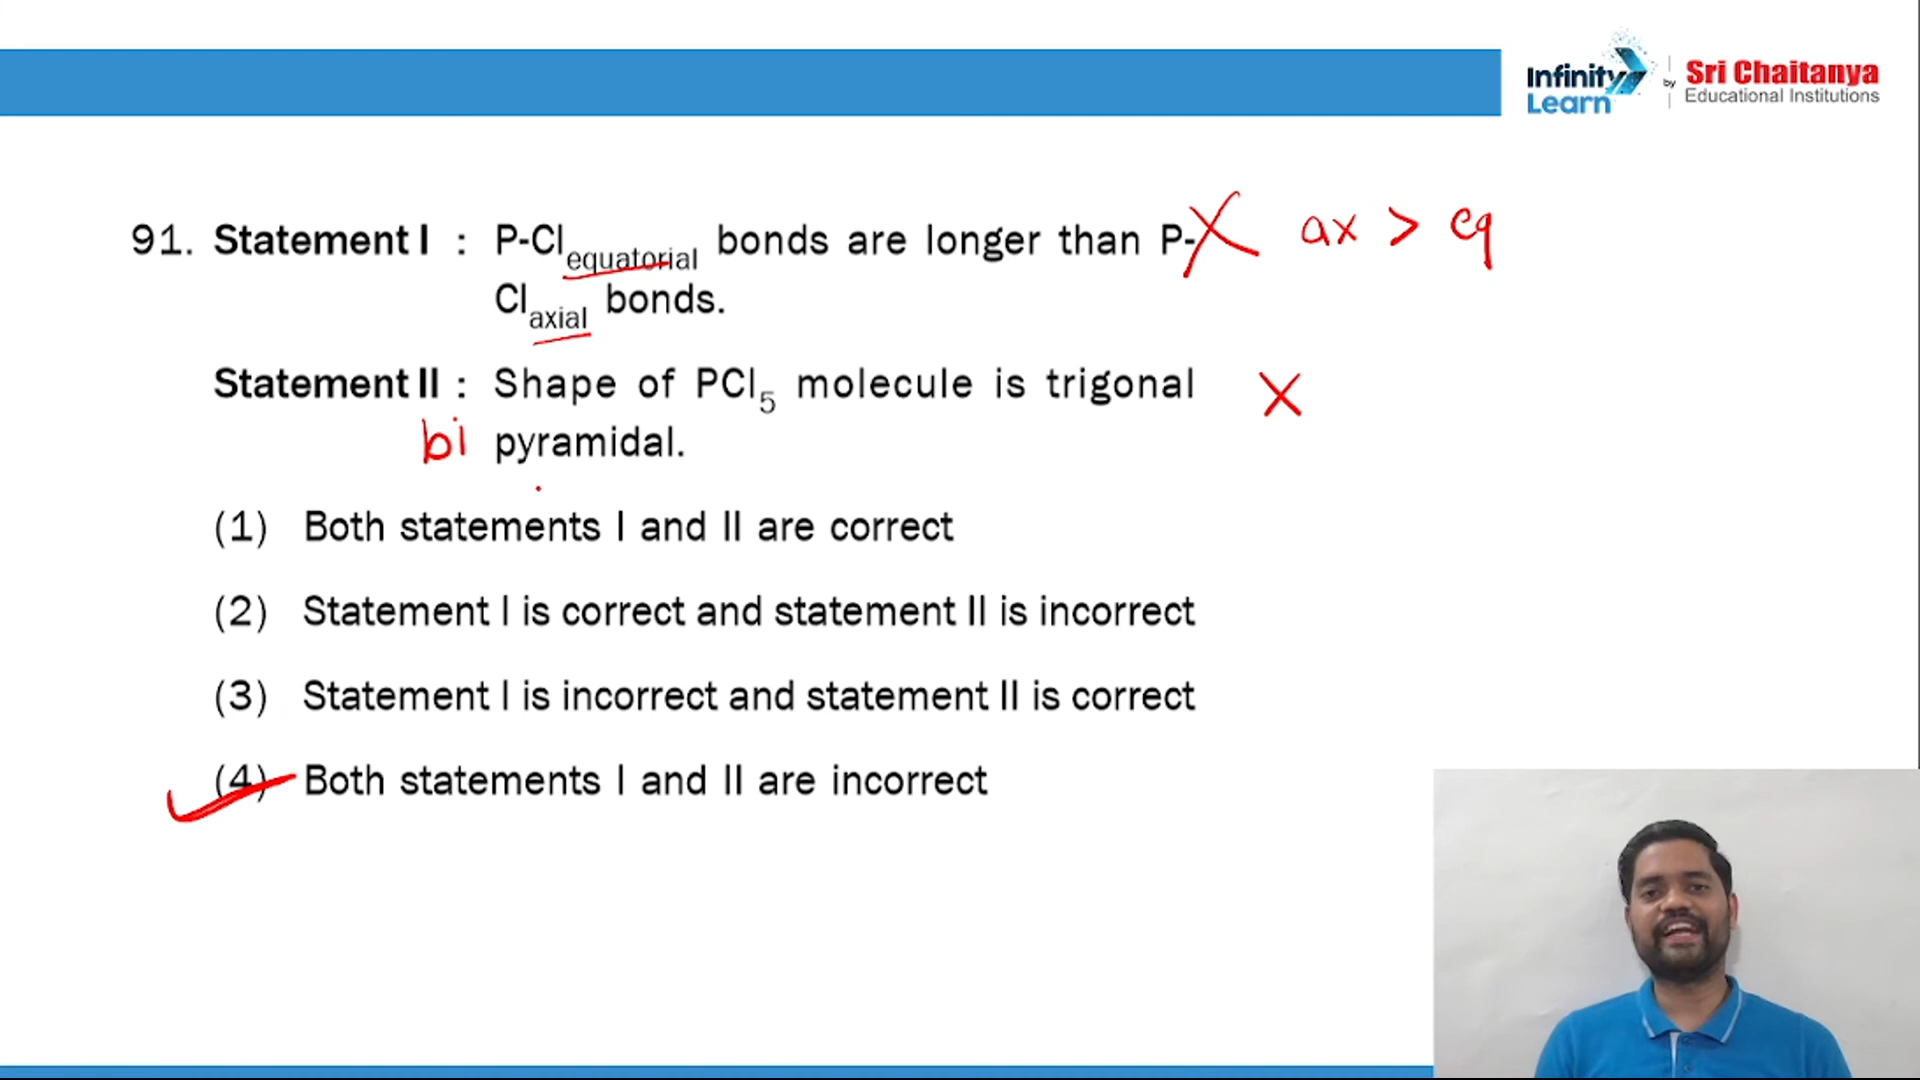 Infinity Learn by Sri Chaitanya Educational Institutions
91. Statement I : P-Cl equatorial bonds are longer than P- X ax > eq
Cl axial bonds.
Statement II : Shape of PCl5 molecule is trigonal X
bi pyramidal.
(1) Both statements I and II are correct
(2) Statement I is correct and statement II is incorrect
(3) Statement I is incorrect and statement II is correct
(4) Both statements I and II are incorrect